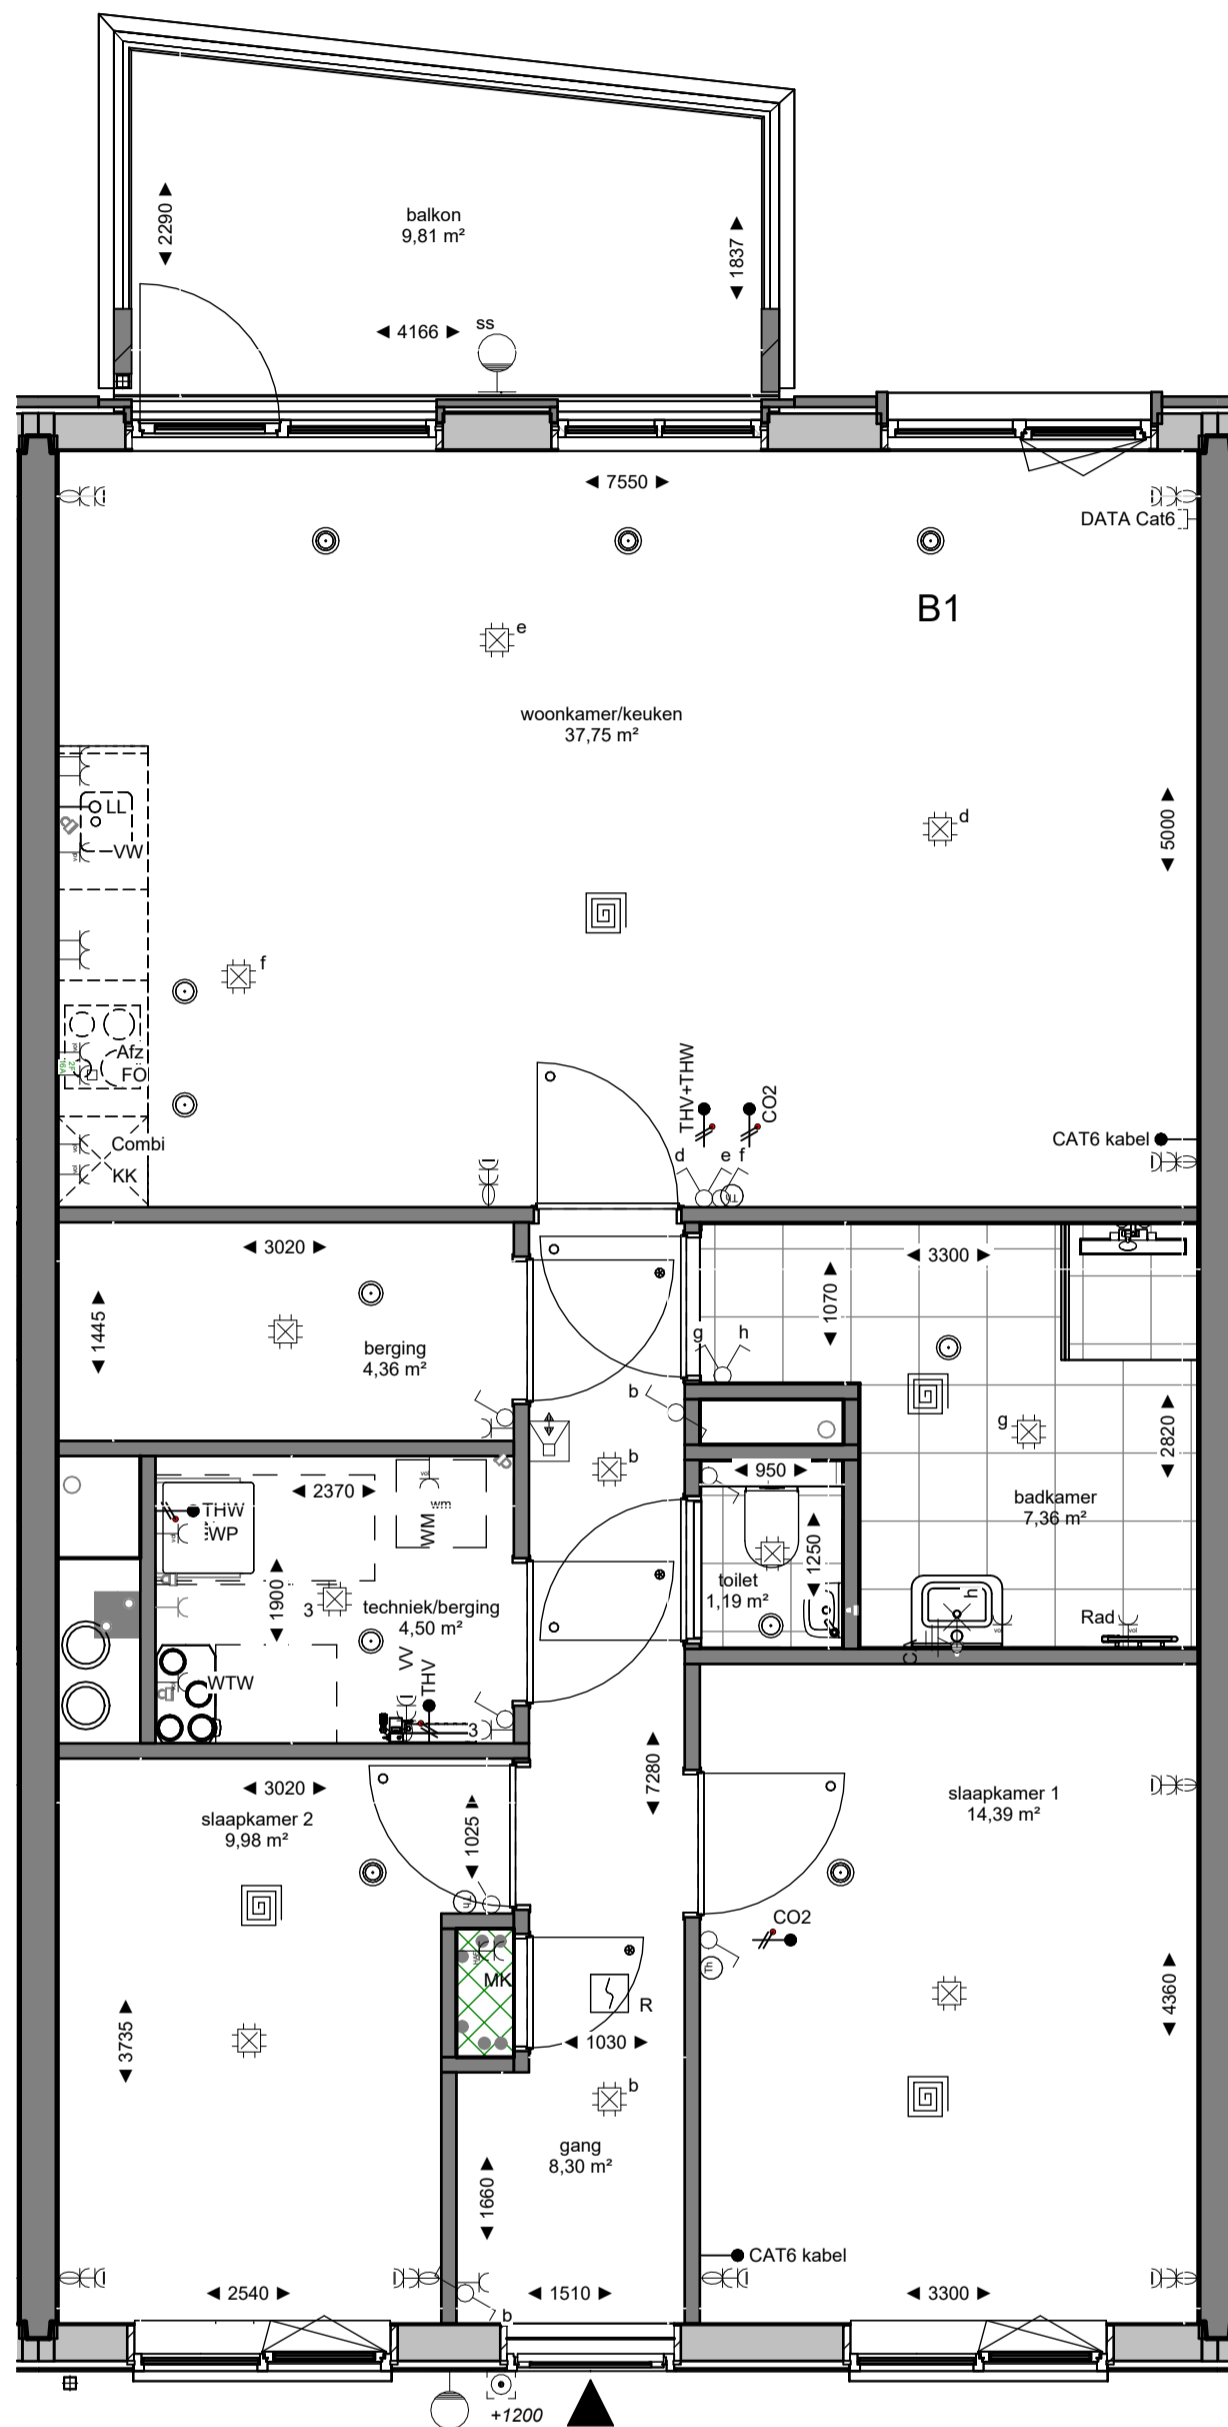 balkon
9,81 m²
2290
1837
4166
ss
7550
DATA Cat6
B1
e
woonkamer/keuken
37,75 m²
d
5000
LL
VW
f
Afz
FO
Combi
KK
THV+THW
CO2
d e f
CAT6 kabel
3020
1445
berging
4,36 m²
3300
1070
g h
b
b
g
2820
badkamer
7,36 m²
2370
THW
WP
wm
WM
950
1250
toilet
1,19 m²
1900
3
techniek/berging
4,50 m²
h
Rad
WTW
VV
THV
3
7280
3020
slaapkamer 2
9,98 m²
1025
slaapkamer 1
14,39 m²
Th
CO2
MK
R
1030
3735
4360
b
gang
8,30 m²
1660
CAT6 kabel
2540
b
1510
3300
+1200